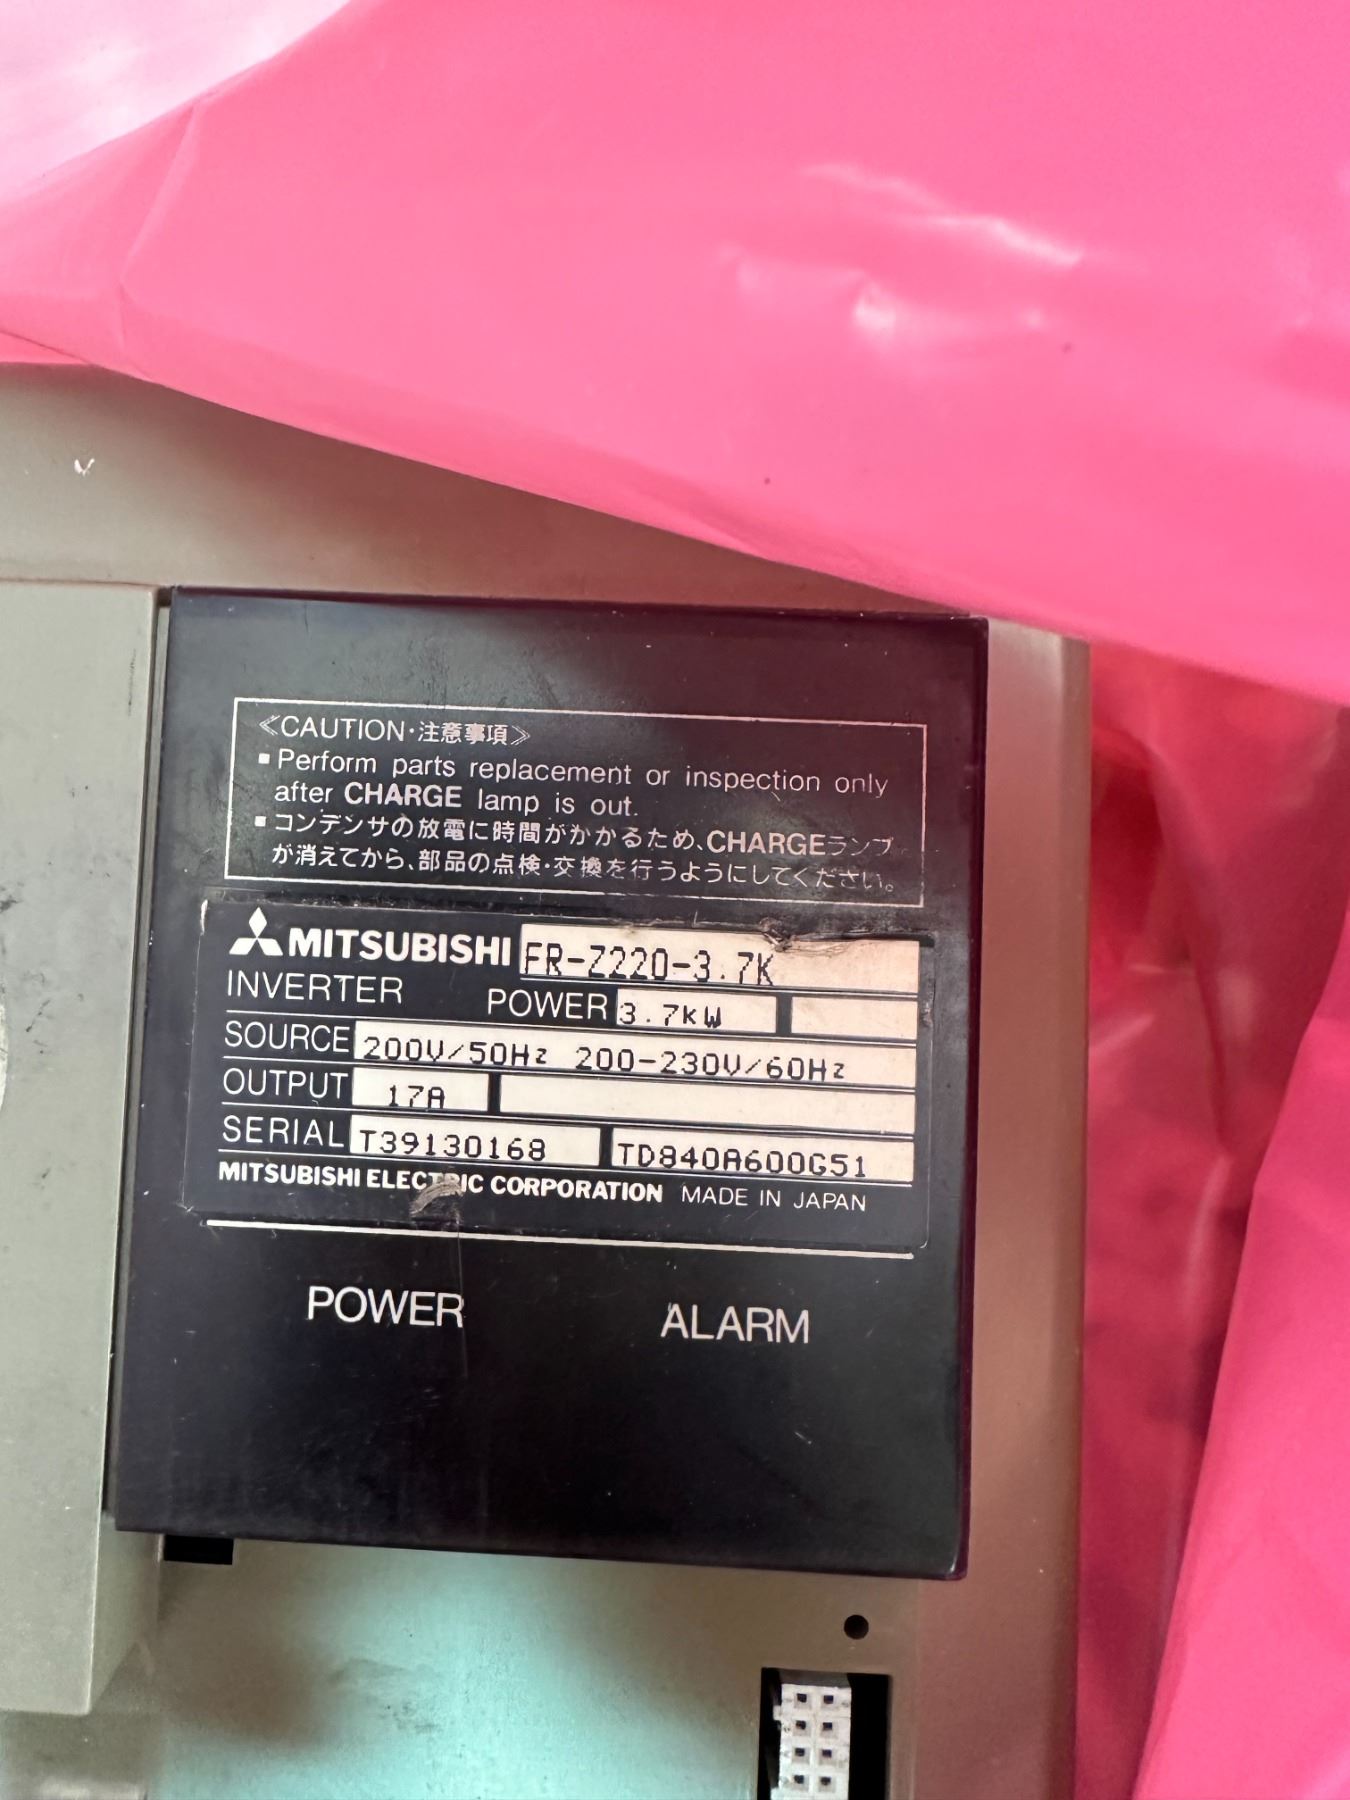 ≪CAUTION・注意事項≫
▪Perform parts replacement or inspection only
after CHARGE lamp is out.
▪コンデンサの放電に時間がかかるため、CHARGEランプ
が消えてから、部品の点検・交換を行うようにしてください。
MITSUBISHI FR-Z220-3.7K
INVERTER POWER 3.7kW
SOURCE 200V/50Hz 200-230V/60Hz
OUTPUT 17A
SERIAL T39130168 TD840A600G51
MITSUBISHI ELECTRIC CORPORATION MADE IN JAPAN
POWER ALARM